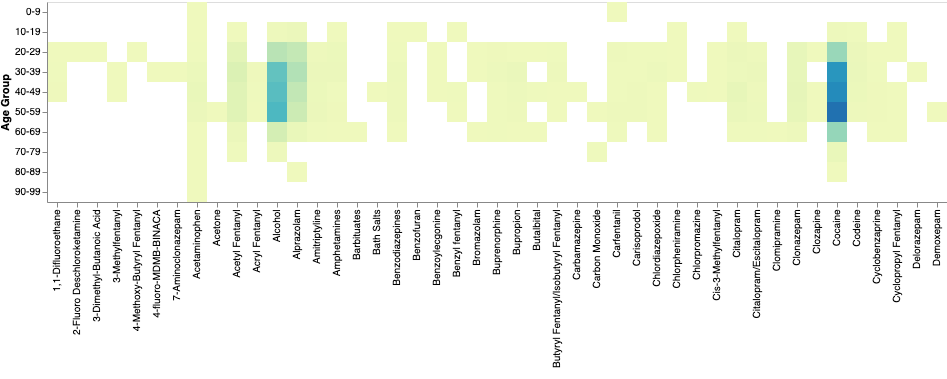 Age Group
0-9
10-19
20-29
30-39
40-49
50-59
60-69
70-79
80-89
90-99
1,1-Difluoroethane
2-Fluoro Deschloroketamine
3-Dimethyl-Butanoic Acid
3-Methylfentanyl
4-Methoxy-Butyryl Fentanyl
4-fluoro-MDMB-BINACA
7-Aminoclonazepam
Acetaminophen
Acetone
Acetyl Fentanyl
Acryl Fentanyl
Alcohol
Alprazolam
Amitriptyline
Amphetamines
Barbituates
Bath Salts
Benzodiazepines
Benzofuran
Benzoylecgonine
Benzyl fentanyl
Bromazolam
Buprenorphine
Bupropion
Butalbital
Butyryl Fentanyl/Isobutyryl Fentanyl
Carbamazepine
Carbon Monoxide
Carfentanil
Carisoprodol
Chlordiazepoxide
Chlorpheniramine
Chlorpromazine
Cis-3-Methylfentanyl
Citalopram
Citalopram/Escitalopram
Clomipramine
Clonazepam
Clozapine
Cocaine
Codeine
Cyclobenzaprine
Cyclopropyl Fentanyl
Delorazepam
Demoxepam